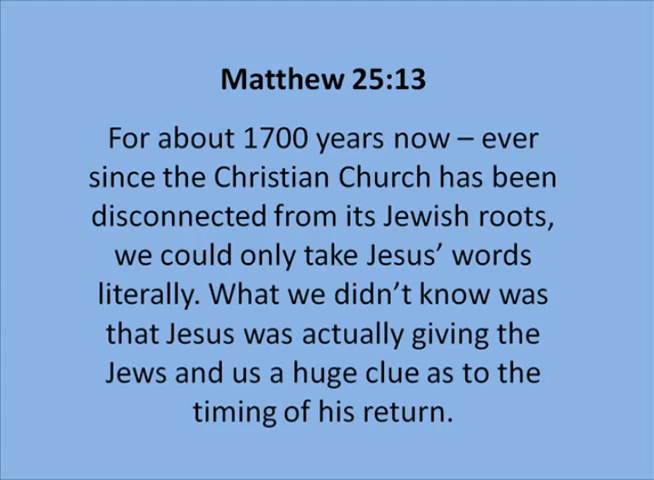 Matthew 25:13
For about 1700 years now – ever
since the Christian Church has been
disconnected from its Jewish roots,
we could only take Jesus’ words
literally. What we didn’t know was
that Jesus was actually giving the
Jews and us a huge clue as to the
timing of his return.